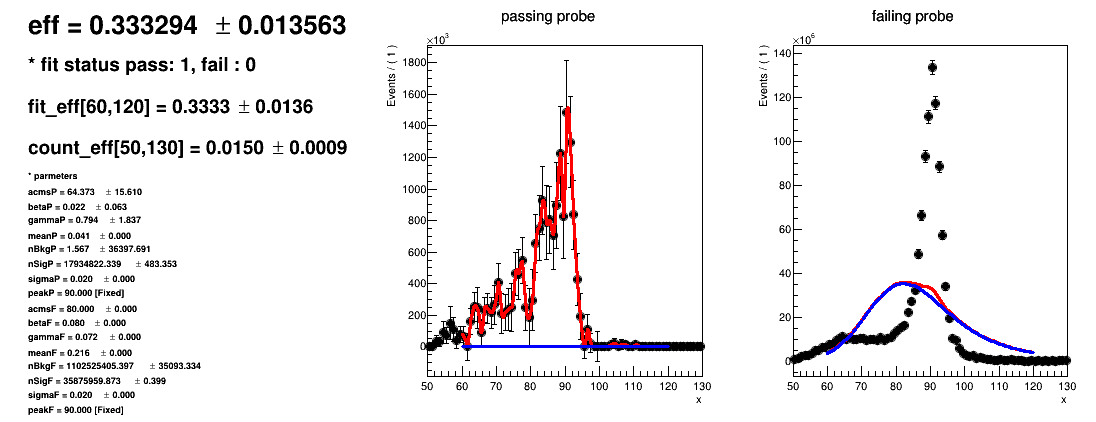 eff = 0.333294 ± 0.013563
* fit status pass: 1, fail : 0
fit_eff[60,120] = 0.3333 ± 0.0136
count_eff[50,130] = 0.0150 ± 0.0009
* parmeters
acmsP = 64.373 ± 15.610
betaP = 0.022 ± 0.063
gammaP = 0.794 ± 1.837
meanP = 0.041 ± 0.000
nBkgP = 1.567 ± 36397.691
nSigP = 17934822.339 ± 483.353
sigmaP = 0.020 ± 0.000
peakP = 90.000 [Fixed]
acmsF = 80.000 ± 0.000
betaF = 0.080 ± 0.000
gammaF = 0.072 ± 0.000
meanF = 0.216 ± 0.000
nBkgF = 1102525405.397 ± 35093.334
nSigF = 35875959.873 ± 0.399
sigmaF = 0.020 ± 0.000
peakF = 90.000 [Fixed]
passing probe
×10³
Events / ( 1 )
1800
1600
1400
1200
1000
800
600
400
200
0
50 60 70 80 90 100 110 120 130
x
failing probe
×10⁶
Events / ( 1 )
140
120
100
80
60
40
20
0
50 60 70 80 90 100 110 120 130
x